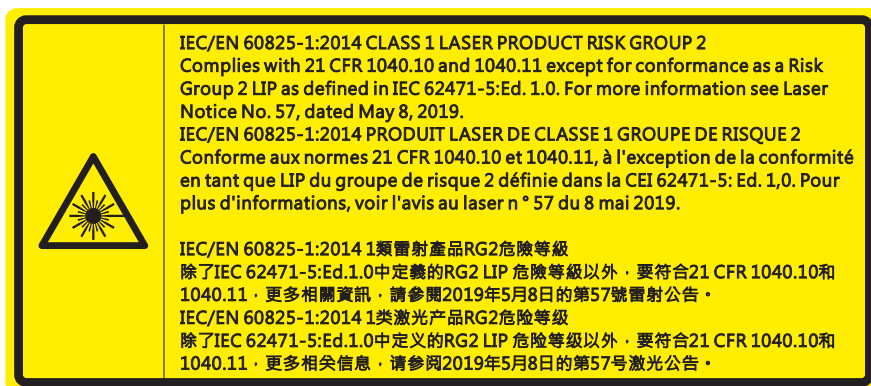 IEC/EN 60825-1:2014 CLASS 1 LASER PRODUCT RISK GROUP 2
Complies with 21 CFR 1040.10 and 1040.11 except for conformance as a Risk
Group 2 LIP as defined in IEC 62471-5:Ed. 1.0. For more information see Laser
Notice No. 57, dated May 8, 2019.
IEC/EN 60825-1:2014 PRODUIT LASER DE CLASSE 1 GROUPE DE RISQUE 2
Conforme aux normes 21 CFR 1040.10 et 1040.11, à l'exception de la conformité
en tant que LIP du groupe de risque 2 définie dans la CEI 62471-5: Ed. 1,0. Pour
plus d'informations, voir l'avis au laser n ° 57 du 8 mai 2019.
IEC/EN 60825-1:2014 1類雷射產品RG2危險等級
除了IEC 62471-5:Ed.1.0中定義的RG2 LIP 危險等級以外，要符合21 CFR 1040.10和
1040.11，更多相關資訊，請參閱2019年5月8日的第57號雷射公告。
IEC/EN 60825-1:2014 1类激光产品RG2危险等级
除了IEC 62471-5:Ed.1.0中定义的RG2 LIP 危险等级以外，要符合21 CFR 1040.10和
1040.11，更多相关信息，请参阅2019年5月8日的第57号激光公告。